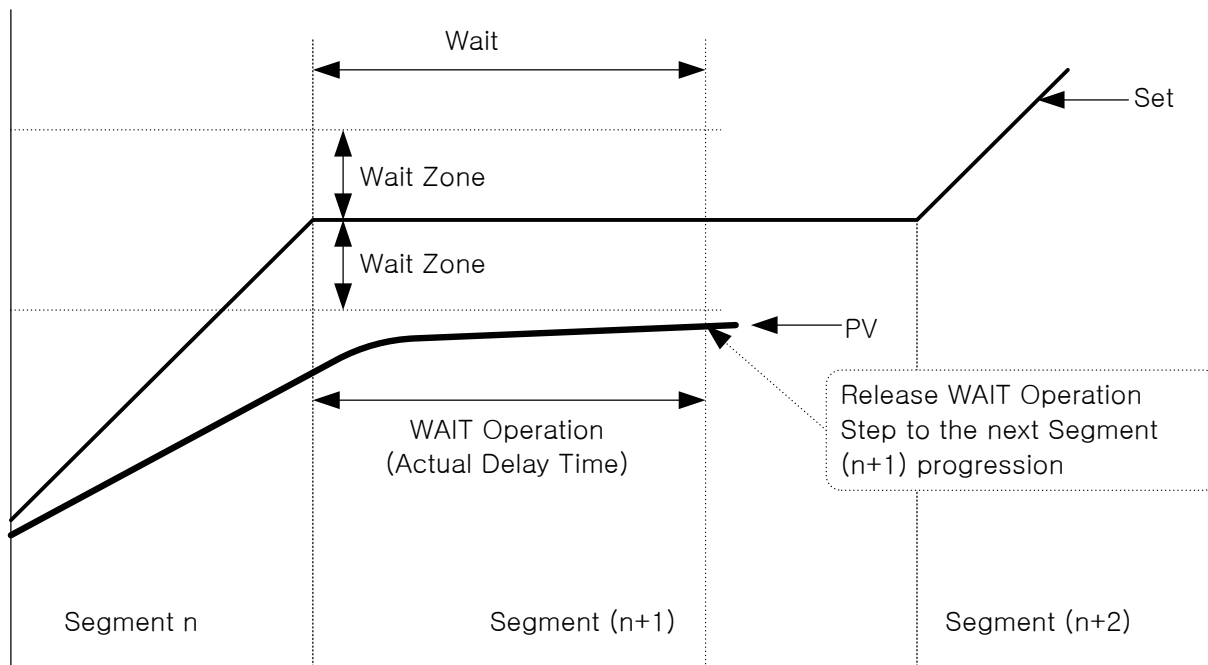 Wait
Set
Wait Zone
Wait Zone
PV
Release WAIT Operation
Step to the next Segment
(n+1) progression
WAIT Operation
(Actual Delay Time)
Segment n
Segment (n+1)
Segment (n+2)